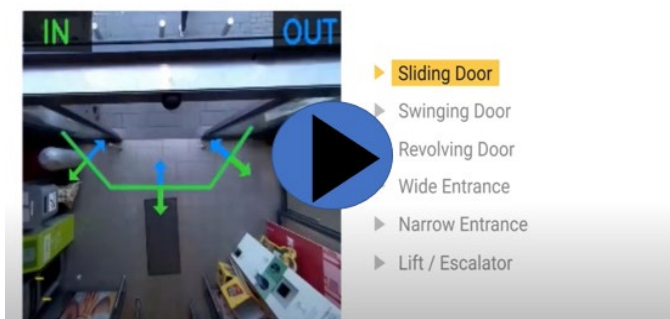 IN
OUT
Sliding Door
Swinging Door
Revolving Door
Wide Entrance
Narrow Entrance
Lift / Escalator